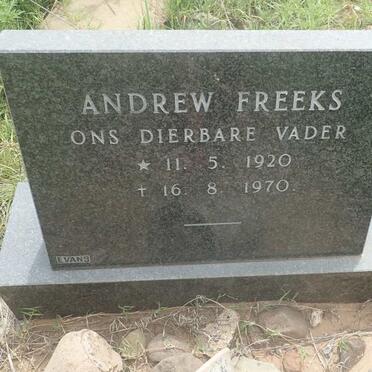 ANDREW FREEKS
ONS DIERBARE VADER
★ 11. 5. 1920
✝ 16. 8. 1970.
EVANS